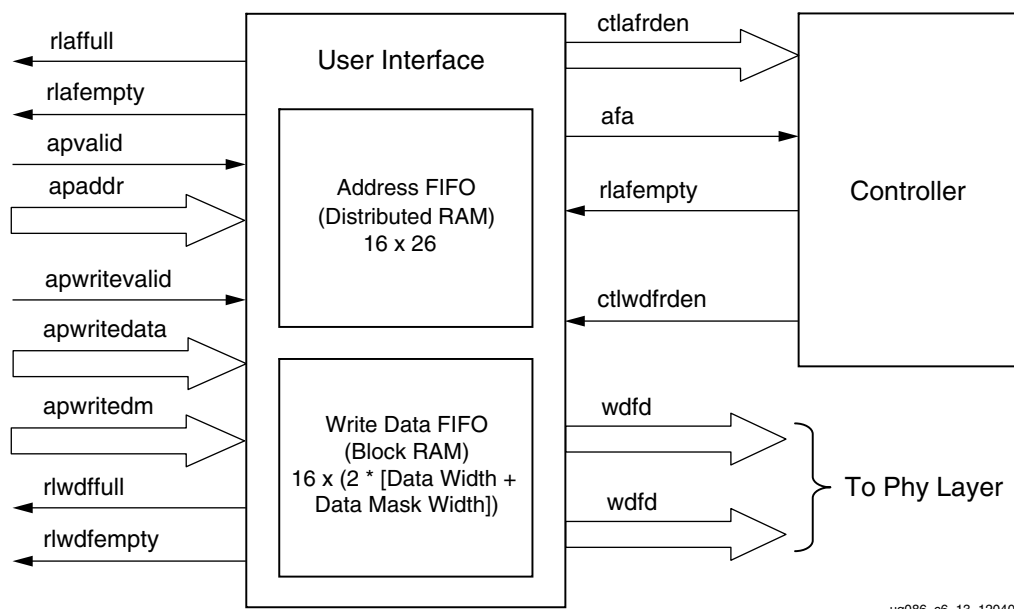 rlaffull
rlafempty
apvalid
apaddr
apwritevalid
apwritedata
apwritedm
rlwdffull
rlwdfempty
User Interface
Address FIFO
(Distributed RAM)
16 x 26
Write Data FIFO
(Block RAM)
16 x (2 * [Data Width +
Data Mask Width])
ctlafrden
afa
rlafempty
ctlwdfrden
wdfd
wdfd
Controller
To Phy Layer